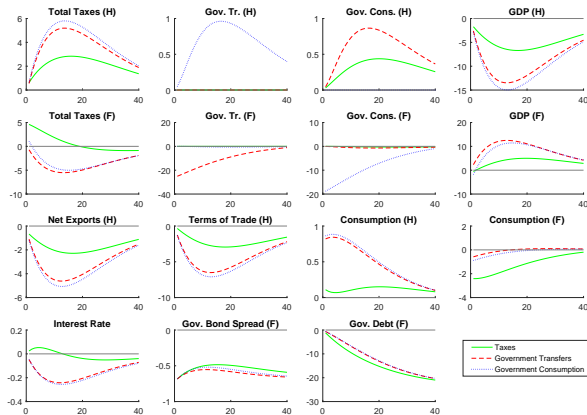 Total Taxes (H) Gov. Tr. (H) Gov. Cons. (H) GDP (H)
6 1 1 0
4 -5
0.5 0.5
2 -10
0 0 0 -15
0 20 40 0 20 40 0 20 40 0 20 40
Total Taxes (F) Gov. Tr. (F) Gov. Cons. (F) GDP (F)
5 20 20 20
0 0 0 10
-5 -20 -10 0
-10 -40 -20 -10
0 20 40 0 20 40 0 20 40 0 20 40
Net Exports (H) Terms of Trade (H) Consumption (H) Consumption (F)
0 0 1 2
-2 0
-5 0.5
-4 -2
-6 -10 0 -4
0 20 40 0 20 40 0 20 40 0 20 40
Interest Rate Gov. Bond Spread (F) Gov. Debt (F)
0.2 0 0
0 -0.5 -10
-0.2 -1 -20
-0.4 -1.5 -30
0 20 40 0 20 40 0 20 40
Taxes
Government Transfers
Government Consumption